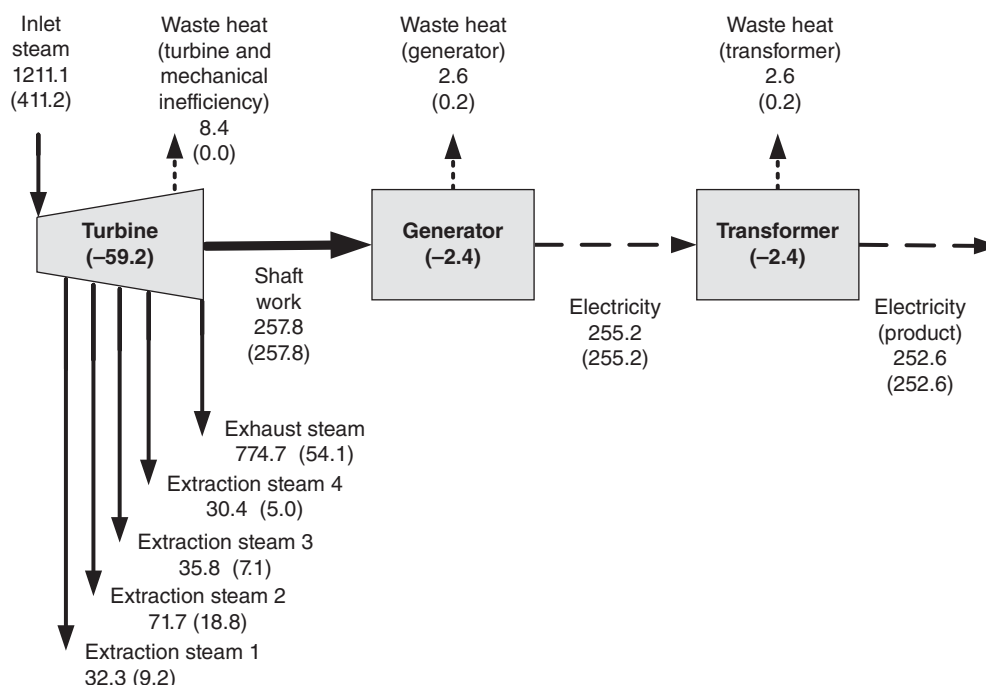 Inlet
steam
1211.1
(411.2)
Waste heat
(turbine and
mechanical
inefficiency)
8.4
(0.0)
Waste heat
(generator)
2.6
(0.2)
Waste heat
(transformer)
2.6
(0.2)
Turbine
(–59.2)
Generator
(–2.4)
Transformer
(–2.4)
Shaft
work
257.8
(257.8)
Electricity
255.2
(255.2)
Electricity
(product)
252.6
(252.6)
Exhaust steam
774.7 (54.1)
Extraction steam 4
30.4 (5.0)
Extraction steam 3
35.8 (7.1)
Extraction steam 2
71.7 (18.8)
Extraction steam 1
32.3 (9.2)